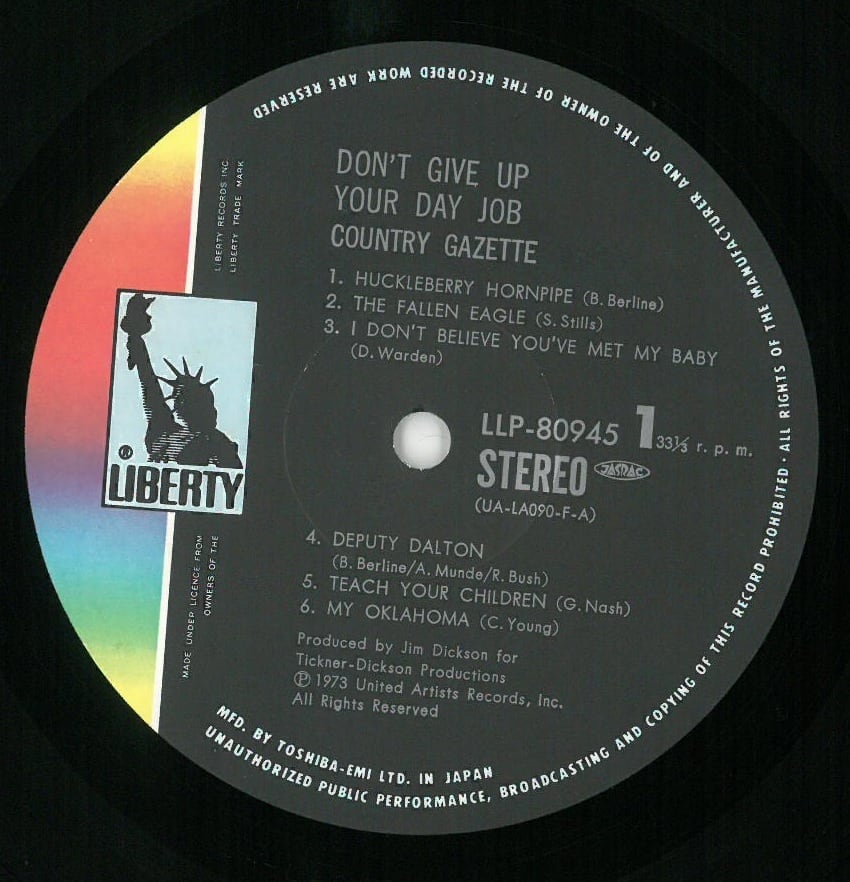 DON'T GIVE UP
YOUR DAY JOB
COUNTRY GAZETTE
1. HUCKLEBERRY HORNPIPE (B. Berline)
2. THE FALLEN EAGLE (S. Stills)
3. I DON'T BELIEVE YOU'VE MET MY BABY
(D. Warden)
LLP-80945 1 33⅓ r. p. m.
STEREO JASRAC
(UA-LA090-F-A)
4. DEPUTY DALTON
(B. Berline/A. Munde/R. Bush)
5. TEACH YOUR CHILDREN (G. Nash)
6. MY OKLAHOMA (C. Young)
Produced by Jim Dickson for
Tickner-Dickson Productions
Ⓟ 1973 United Artists Records, Inc.
All Rights Reserved
LIBERTY RECORDS INC.
LIBERTY TRADE MARK
®
LIBERTY
MADE UNDER LICENCE FROM
OWNERS OF THE
MFD. BY TOSHIBA-EMI LTD. IN JAPAN
UNAUTHORIZED PUBLIC PERFORMANCE, BROADCASTING AND COPYING OF THIS RECORD PROHIBITED · ALL RIGHTS OF THE MANUFACTURER AND OF THE OWNER OF THE RECORDED WORK ARE RESERVED